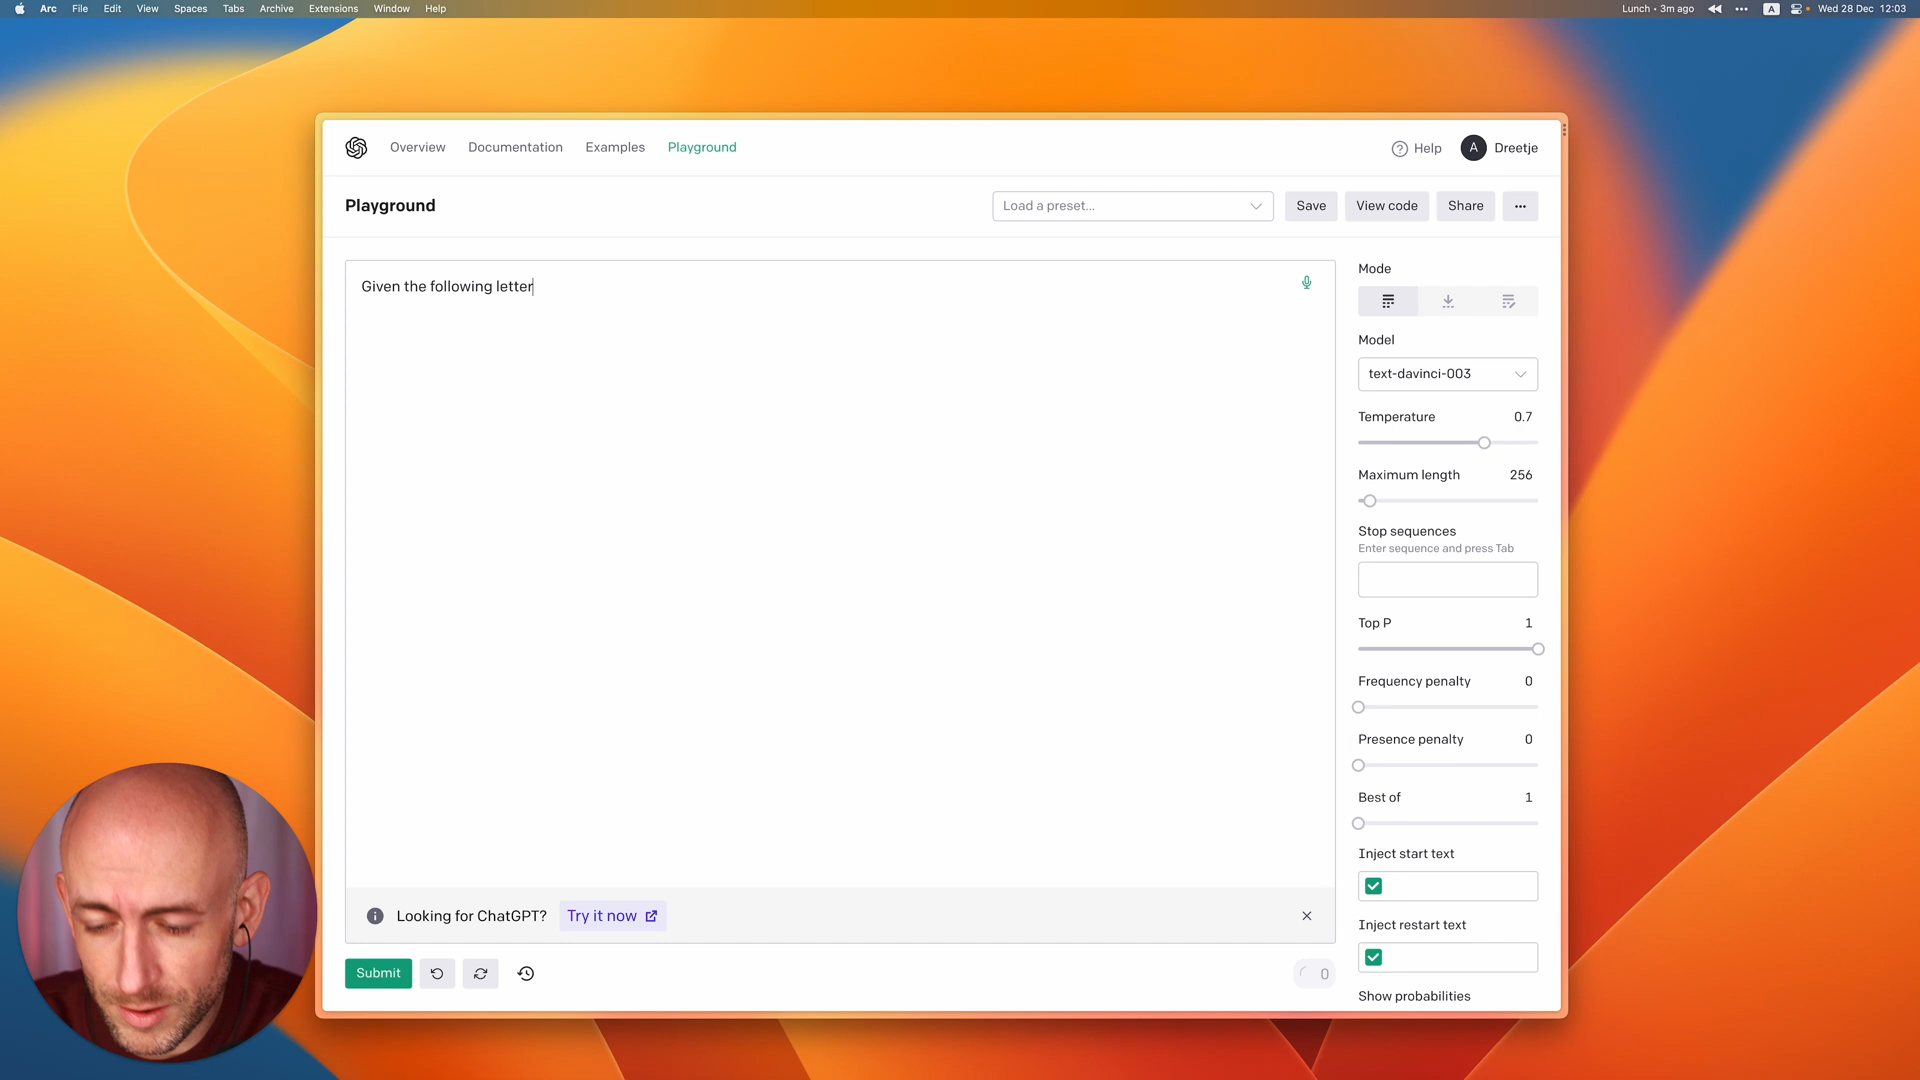 Arc File Edit View Spaces Tabs Archive Extensions Window Help Lunch • 3m ago A Wed 28 Dec 12:03
Overview Documentation Examples Playground Help A Dreetje
Playground Load a preset... Save View code Share ...
Given the following letter
Mode
Model
text-davinci-003
Temperature 0.7
Maximum length 256
Stop sequences
Enter sequence and press Tab
Top P 1
Frequency penalty 0
Presence penalty 0
Best of 1
Inject start text
Inject restart text
Show probabilities
Looking for ChatGPT? Try it now
Submit 0